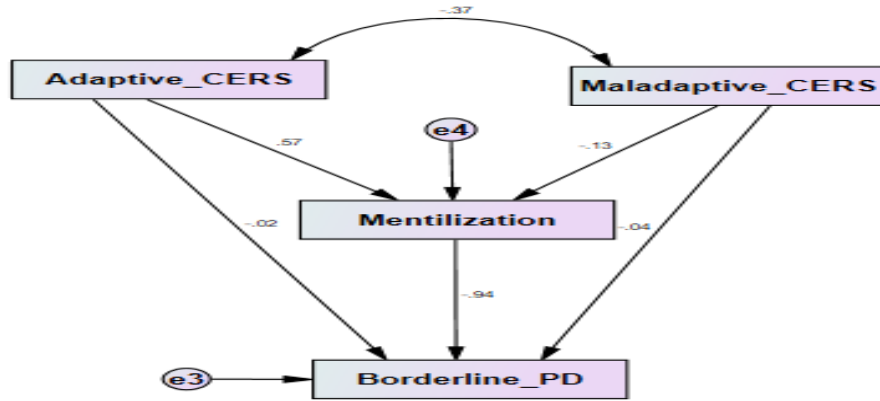 -.37
Adaptive_CERS
Maladaptive_CERS
e4
.57
-.13
Mentilization
-.02
-.04
-.94
e3
Borderline_PD